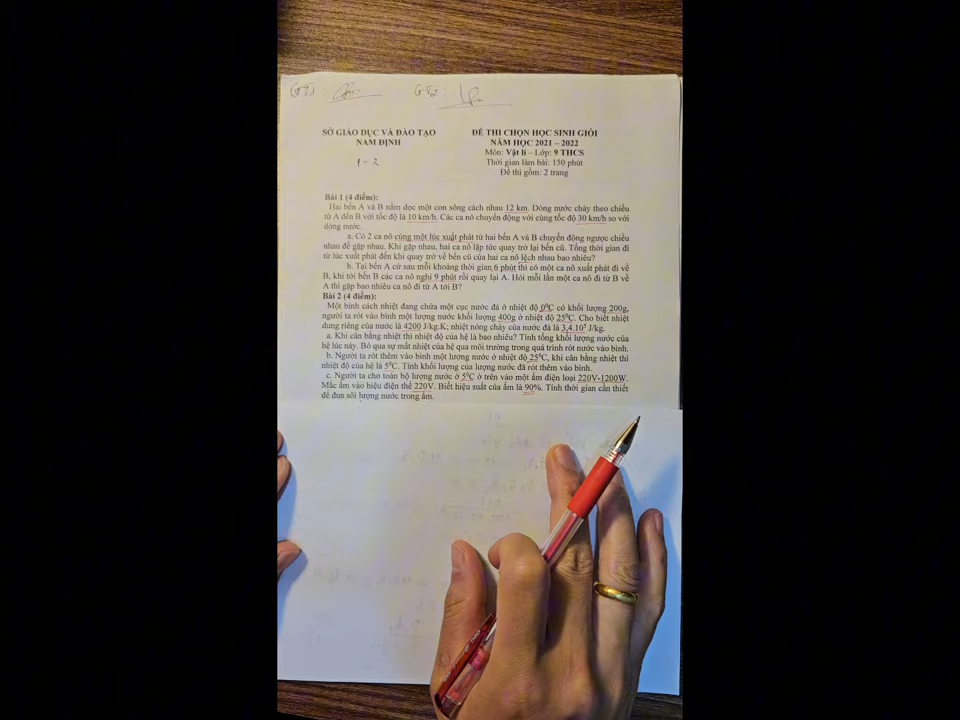 GT1 :
GT2 :
SỞ GIÁO DỤC VÀ ĐÀO TẠO
NAM ĐỊNH
1 - 2
ĐỀ THI CHỌN HỌC SINH GIỎI
NĂM HỌC 2021 – 2022
Môn: Vật lí – Lớp: 9 THCS
Thời gian làm bài: 150 phút
Đề thi gồm: 2 trang
Bài 1 (4 điểm):
Hai bến A và B nằm dọc một con sông cách nhau 12 km. Dòng nước chảy theo chiều
từ A đến B với tốc độ là 10 km/h. Các ca nô chuyển động với cùng tốc độ 30 km/h so với
dòng nước.
a. Có 2 ca nô cùng một lúc xuất phát từ hai bến A và B chuyển động ngược chiều
nhau để gặp nhau. Khi gặp nhau, hai ca nô lập tức quay trở lại bến cũ. Tổng thời gian đi
từ lúc xuất phát đến khi quay trở về bến cũ của hai ca nô lệch nhau bao nhiêu?
b. Tại bến A cứ sau mỗi khoảng thời gian 6 phút thì có một ca nô xuất phát đi về
B, khi tới bến B các ca nô nghỉ 9 phút rồi quay lại A. Hỏi mỗi lần một ca nô đi từ B về
A thì gặp bao nhiêu ca nô đi từ A tới B?
Bài 2 (4 điểm):
Một bình cách nhiệt đang chứa một cục nước đá ở nhiệt độ 0⁰C có khối lượng 200g,
người ta rót vào bình một lượng nước khối lượng 400g ở nhiệt độ 25⁰C. Cho biết nhiệt
dung riêng của nước là 4200 J/kg.K; nhiệt nóng chảy của nước đá là 3,4.10⁵ J/kg.
a. Khi cân bằng nhiệt thì nhiệt độ của hệ là bao nhiêu? Tính tổng khối lượng nước của
hệ lúc này. Bỏ qua sự mất nhiệt của hệ qua môi trường trong quá trình rót nước vào bình.
b. Người ta rót thêm vào bình một lượng nước ở nhiệt độ 25⁰C, khi cân bằng nhiệt thì
nhiệt độ của hệ là 5⁰C. Tính khối lượng của lượng nước đã rót thêm vào bình.
c. Người ta cho toàn bộ lượng nước ở 5⁰C ở trên vào một ấm điện loại 220V-1200W.
Mắc ấm vào hiệu điện thế 220V. Biết hiệu suất của ấm là 90%. Tính thời gian cần thiết
để đun sôi lượng nước trong ấm.